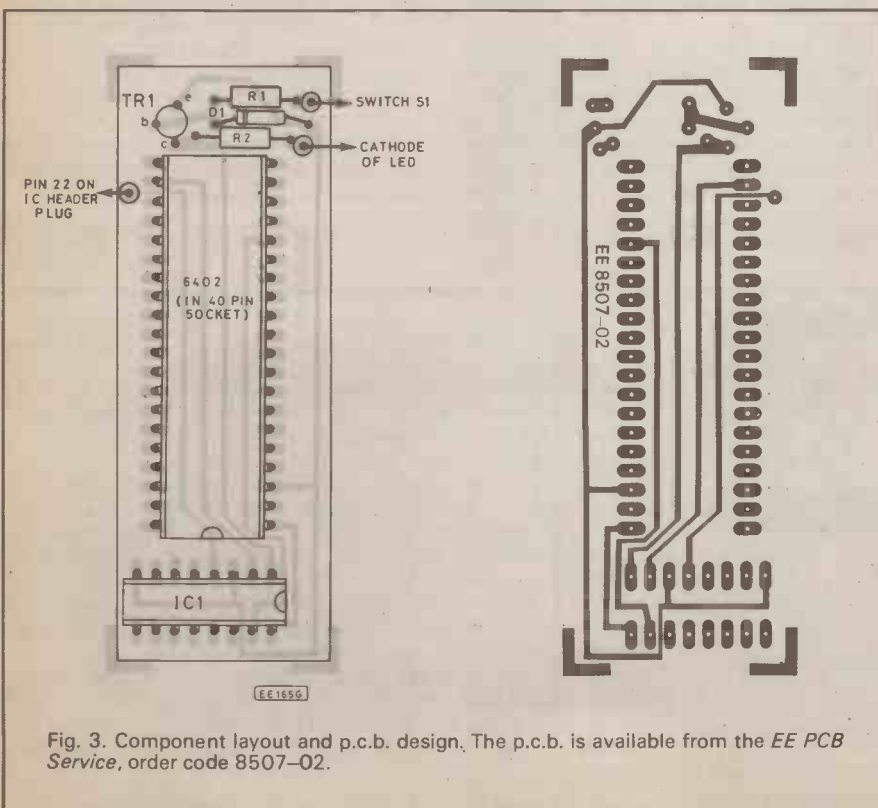 TR1
e
b
c
R1
D1
R2
SWITCH S1
CATHODE
OF LED
PIN 22 ON
IC HEADER
PLUG
6402
(IN 40 PIN
SOCKET)
IC1
EE165G
EE 8507–02
Fig. 3. Component layout and p.c.b. design. The p.c.b. is available from the EE PCB
Service, order code 8507–02.